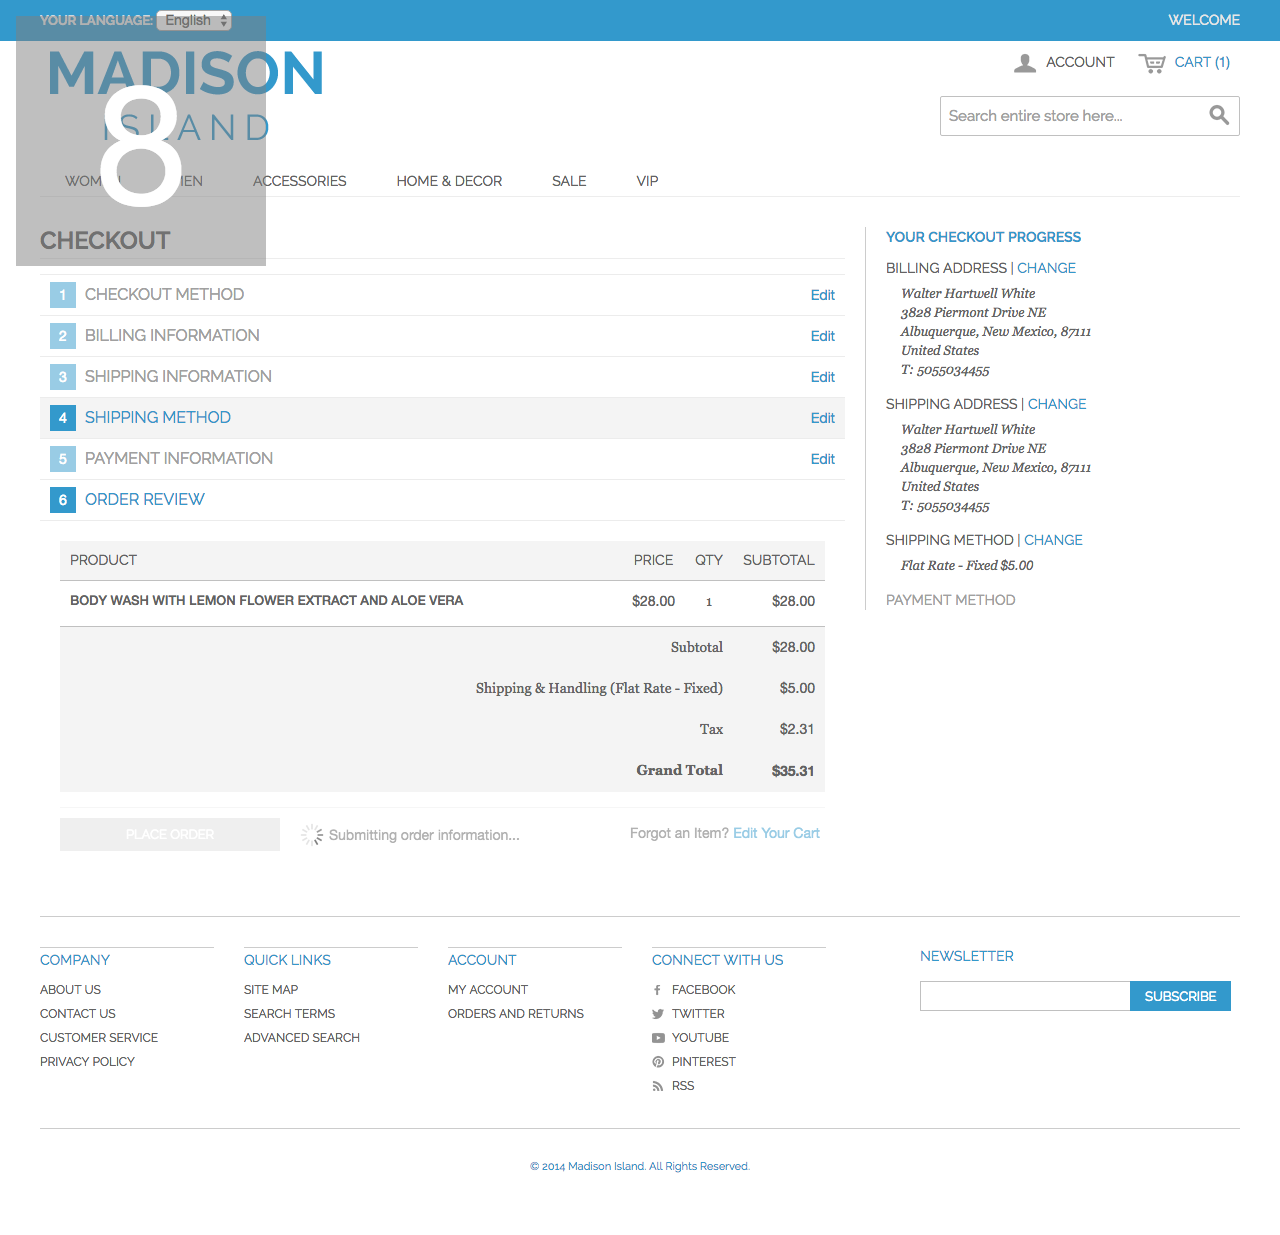 YOUR LANGUAGE: English
WELCOME
MADISON
ISLAND
8
ACCOUNT
CART (1)
Search entire store here...
WOMEN MEN ACCESSORIES HOME & DECOR SALE VIP
CHECKOUT
1 CHECKOUT METHOD Edit
2 BILLING INFORMATION Edit
3 SHIPPING INFORMATION Edit
4 SHIPPING METHOD Edit
5 PAYMENT INFORMATION Edit
6 ORDER REVIEW
PRODUCT PRICE QTY SUBTOTAL
BODY WASH WITH LEMON FLOWER EXTRACT AND ALOE VERA $28.00 1 $28.00
Subtotal $28.00
Shipping & Handling (Flat Rate - Fixed) $5.00
Tax $2.31
Grand Total $35.31
PLACE ORDER Submitting order information... Forgot an Item? Edit Your Cart
YOUR CHECKOUT PROGRESS
BILLING ADDRESS | CHANGE
Walter Hartwell White
3828 Piermont Drive NE
Albuquerque, New Mexico, 87111
United States
T: 5055034455
SHIPPING ADDRESS | CHANGE
Walter Hartwell White
3828 Piermont Drive NE
Albuquerque, New Mexico, 87111
United States
T: 5055034455
SHIPPING METHOD | CHANGE
Flat Rate - Fixed $5.00
PAYMENT METHOD
COMPANY
ABOUT US
CONTACT US
CUSTOMER SERVICE
PRIVACY POLICY
QUICK LINKS
SITE MAP
SEARCH TERMS
ADVANCED SEARCH
ACCOUNT
MY ACCOUNT
ORDERS AND RETURNS
CONNECT WITH US
FACEBOOK
TWITTER
YOUTUBE
PINTEREST
RSS
NEWSLETTER
SUBSCRIBE
© 2014 Madison Island. All Rights Reserved.